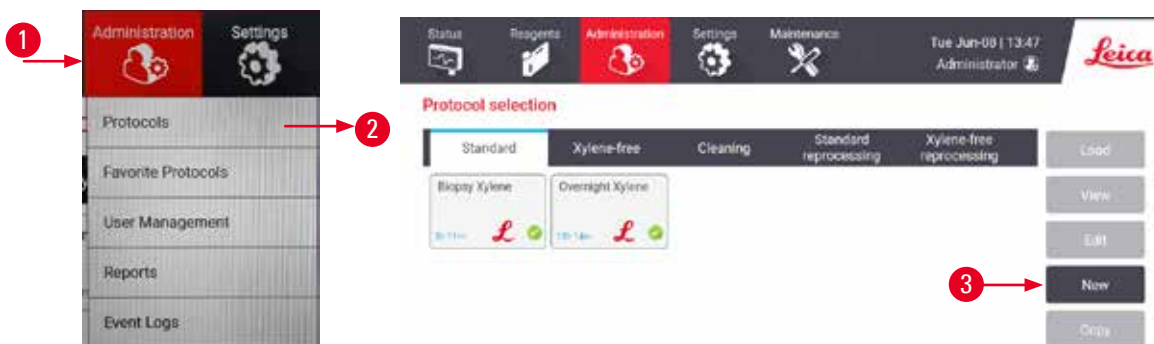 1
Administration
Settings
Protocols
2
Favorite Protocols
User Management
Reports
Event Logs
Status
Reagents
Administration
Settings
Maintenance
Tue Jun-08 | 13:47
Administrator
Leica
Protocol selection
Standard
Xylene-free
Cleaning
Standard
reprocessing
Xylene-free
reprocessing
Load
Biopsy Xylene
Overnight Xylene
View
L
L
Edit
3
New
Copy